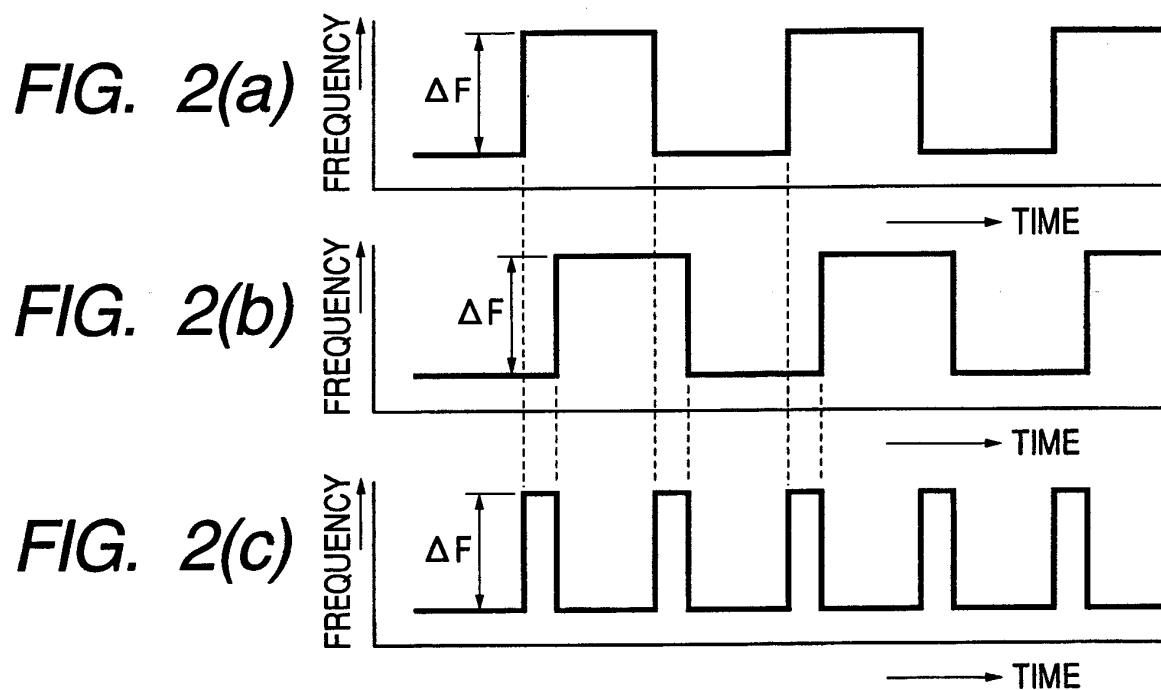 FIG. 2(a)
FREQUENCY
ΔF
TIME
FIG. 2(b)
FREQUENCY
ΔF
TIME
FIG. 2(c)
FREQUENCY
ΔF
TIME